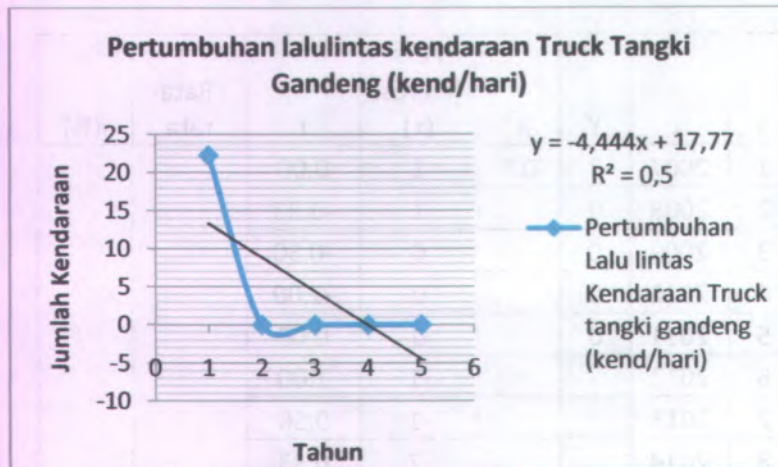 Pertumbuhan lalulintas kendaraan Truck Tangki
Gandeng (kend/hari)
25
20
15
10
5
0
-5
-10
0
1
2
3
4
5
6
Jumlah Kendaraan
Tahun
y = -4,444x + 17,77
R² = 0,5
Pertumbuhan
Lalu lintas
Kendaraan Truck
tangki gandeng
(kend/hari)